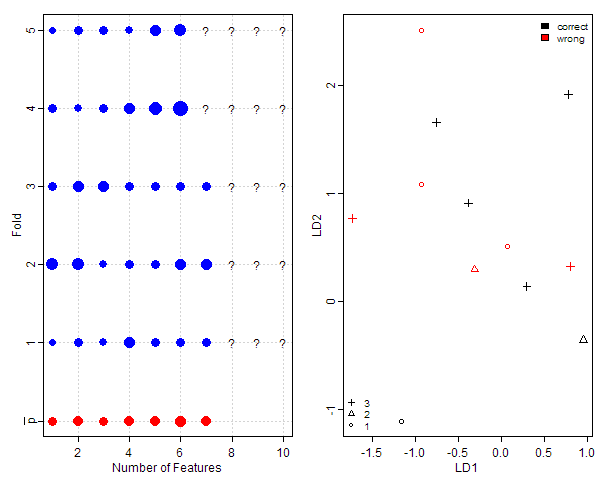 5 ? ? ? ?
4 ? ? ? ?
3 ? ? ?
Fold
2 ? ? ?
1 ? ? ?
p̅
2 4 6 8 10
Number of Features
correct
wrong
2
1
LD2
0
-1
3
2
1
-1.5 -1.0 -0.5 0.0 0.5 1.0
LD1